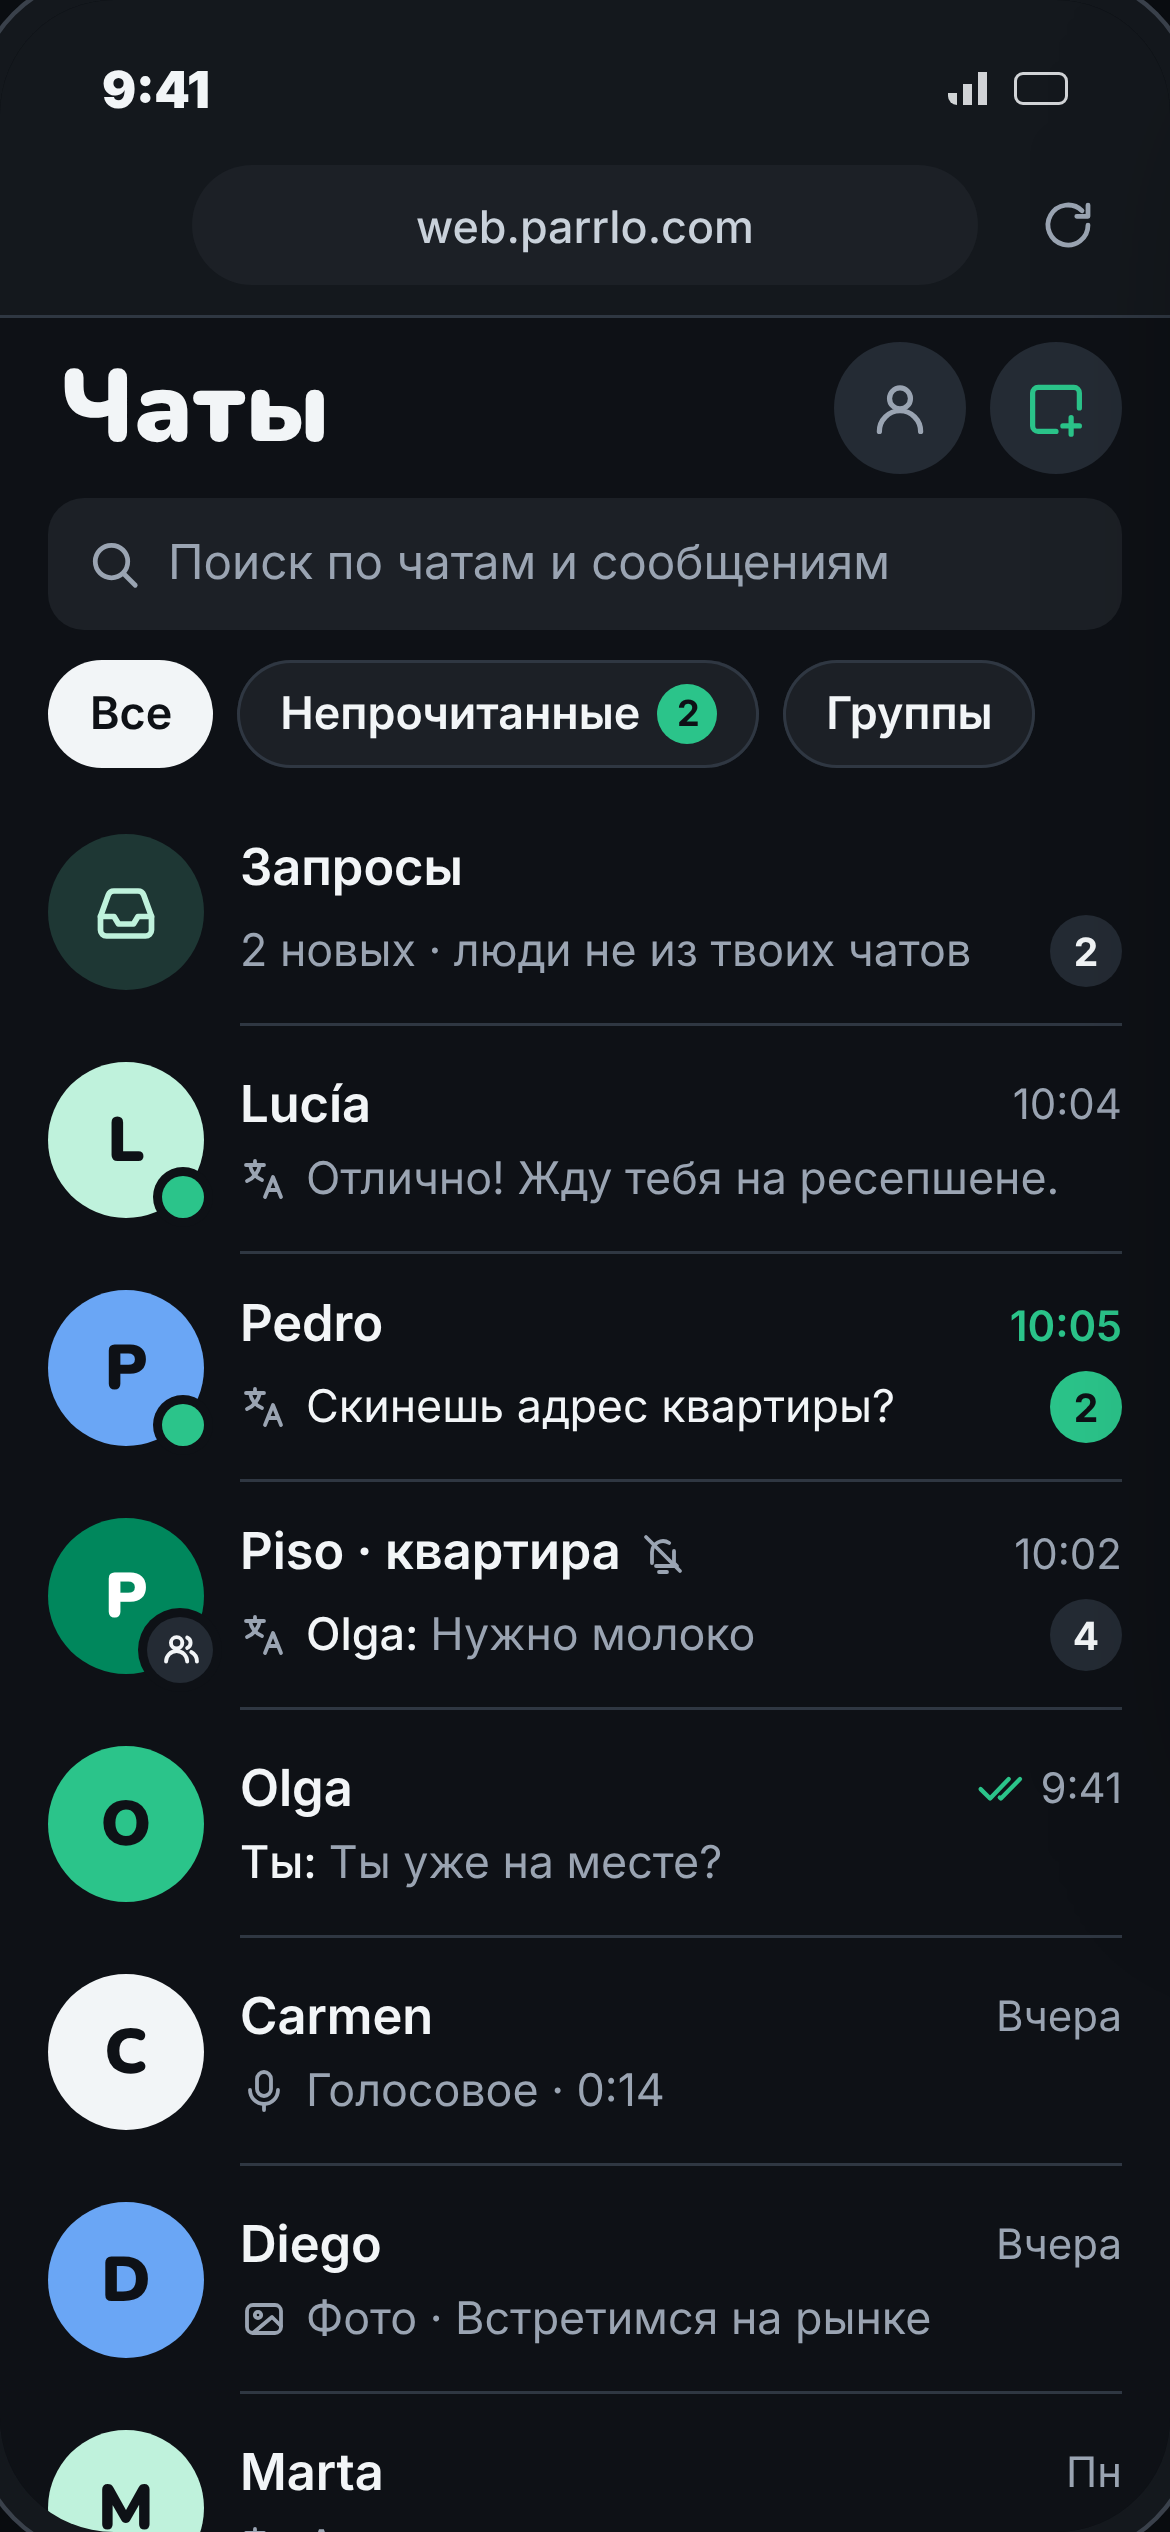 9:41
web.parrlo.com
Чаты
Поиск по чатам и сообщениям
Все
Непрочитанные 2
Группы
Запросы
2 новых · люди не из твоих чатов 2
L
Lucía 10:04
Отлично! Жду тебя на ресепшене.
P
Pedro 10:05
Скинешь адрес квартиры? 2
P
Piso · квартира 10:02
Olga: Нужно молоко 4
O
Olga 9:41
Ты: Ты уже на месте?
C
Carmen Вчера
Голосовое · 0:14
D
Diego Вчера
Фото · Встретимся на рынке
M
Marta Пн